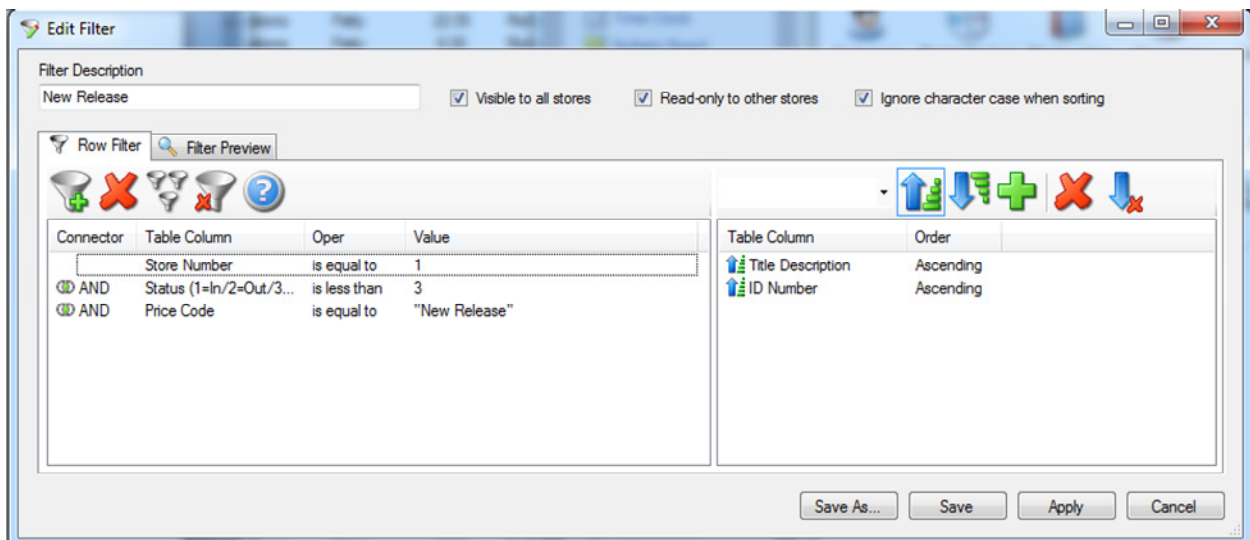 Edit Filter
Filter Description
New Release
Visible to all stores
Read-only to other stores
Ignore character case when sorting
Row Filter
Filter Preview
Connector Table Column Oper Value
Store Number is equal to 1
AND Status (1=In/2=Out/3... is less than 3
AND Price Code is equal to "New Release"
Table Column Order
Title Description Ascending
ID Number Ascending
Save As...
Save
Apply
Cancel